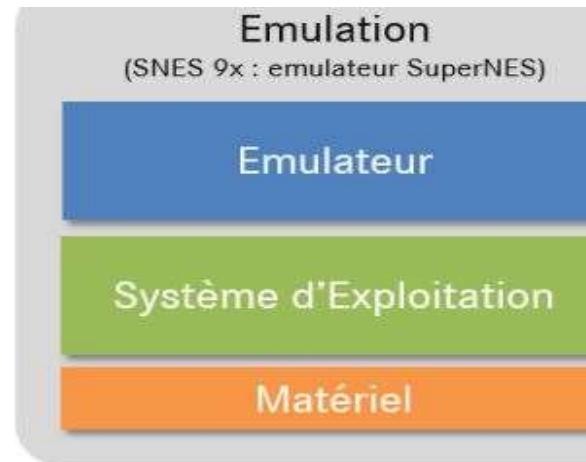 Emulation
(SNES 9x : emulateur SuperNES)
Emulateur
Système d'Exploitation
Matériel